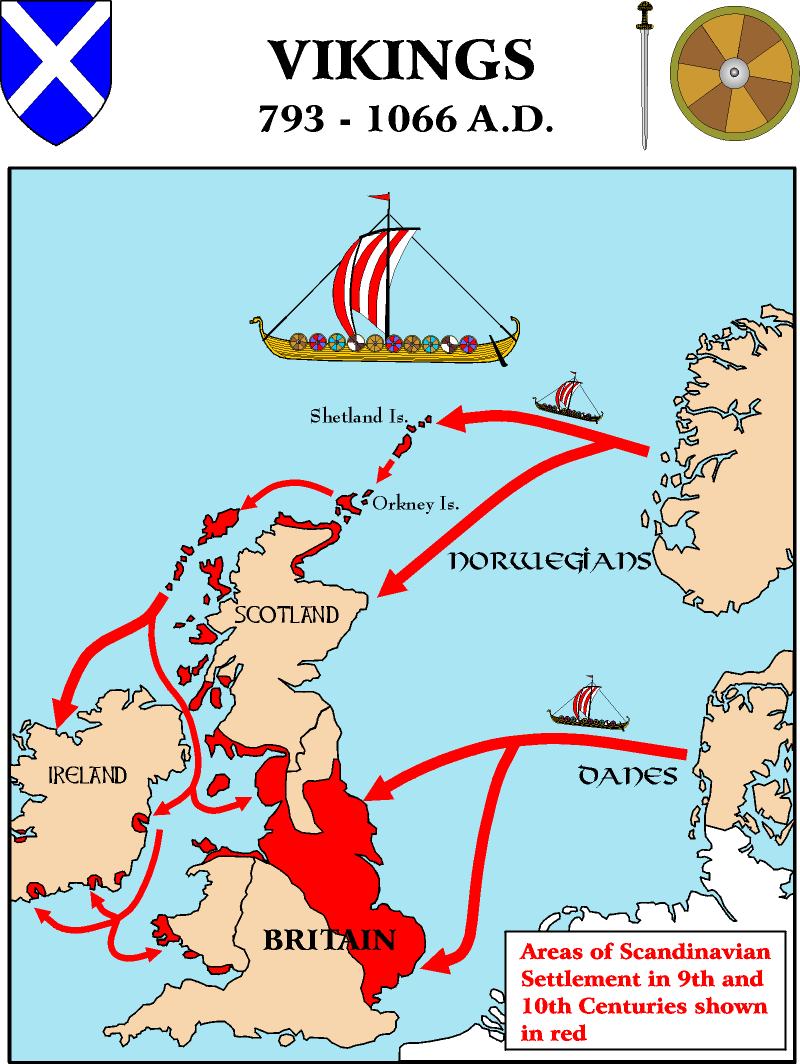 VIKINGS
793 - 1066 A.D.
Shetland Is.
Orkney Is.
NORWEGIANS
SCOTLAND
IRELAND
DANES
BRITAIN
Areas of Scandinavian
Settlement in 9th and
10th Centuries shown
in red